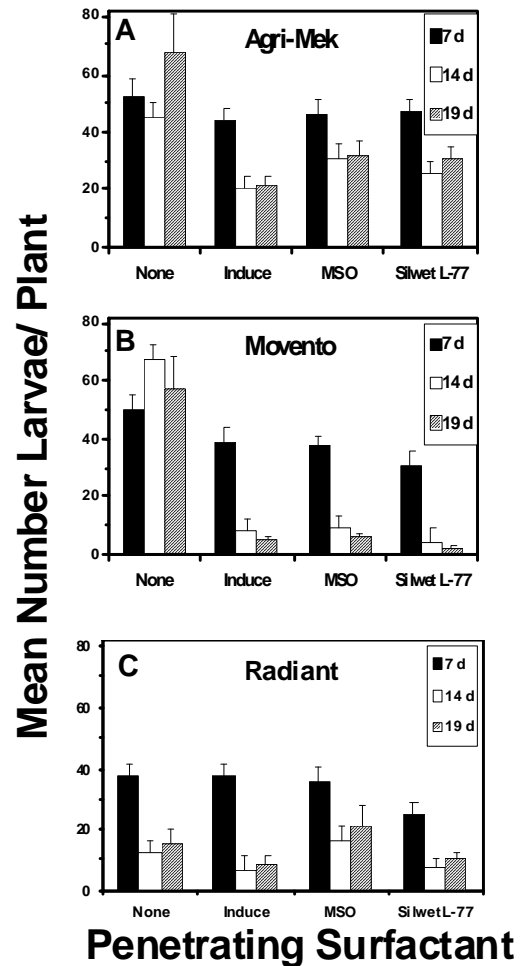 Mean Number Larvae/ Plant
A
Agri-Mek
7 d
14 d
19 d
80
60
40
20
0
None Induce MSO Silwet L-77
B
Movento
7 d
14 d
19 d
80
60
40
20
0
None Induce MSO Silwet L-77
C
Radiant
7 d
14 d
19 d
80
60
40
20
0
None Induce MSO Silwet L-77
Penetrating Surfactant